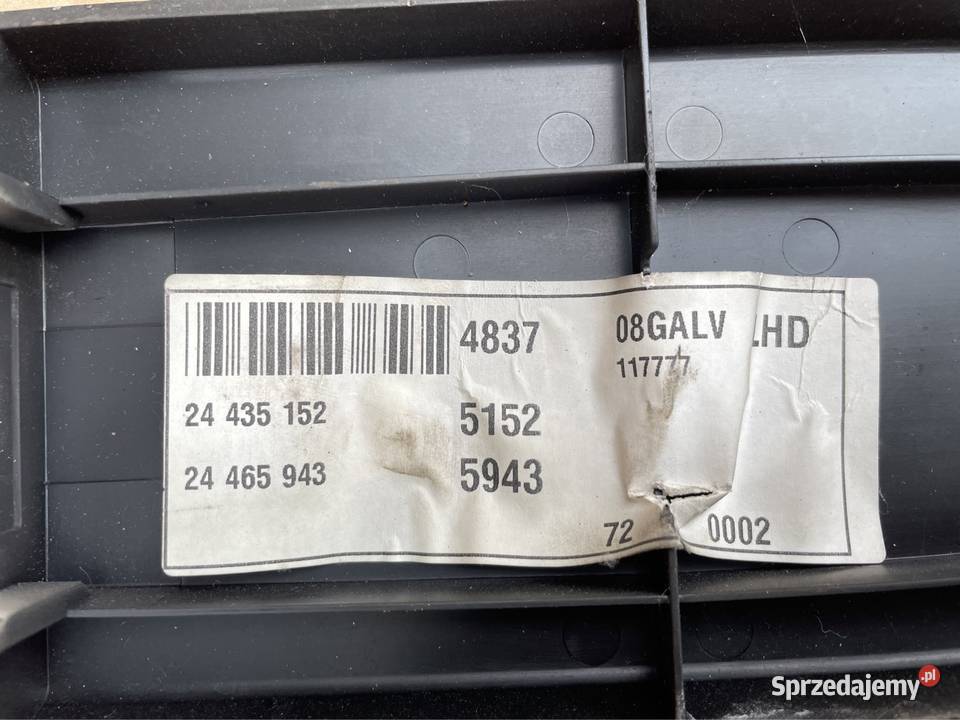 4837 08GALV LHD
117777
24 435 152 5152
24 465 943 5943
72 0002
Sprzedajemy.pl